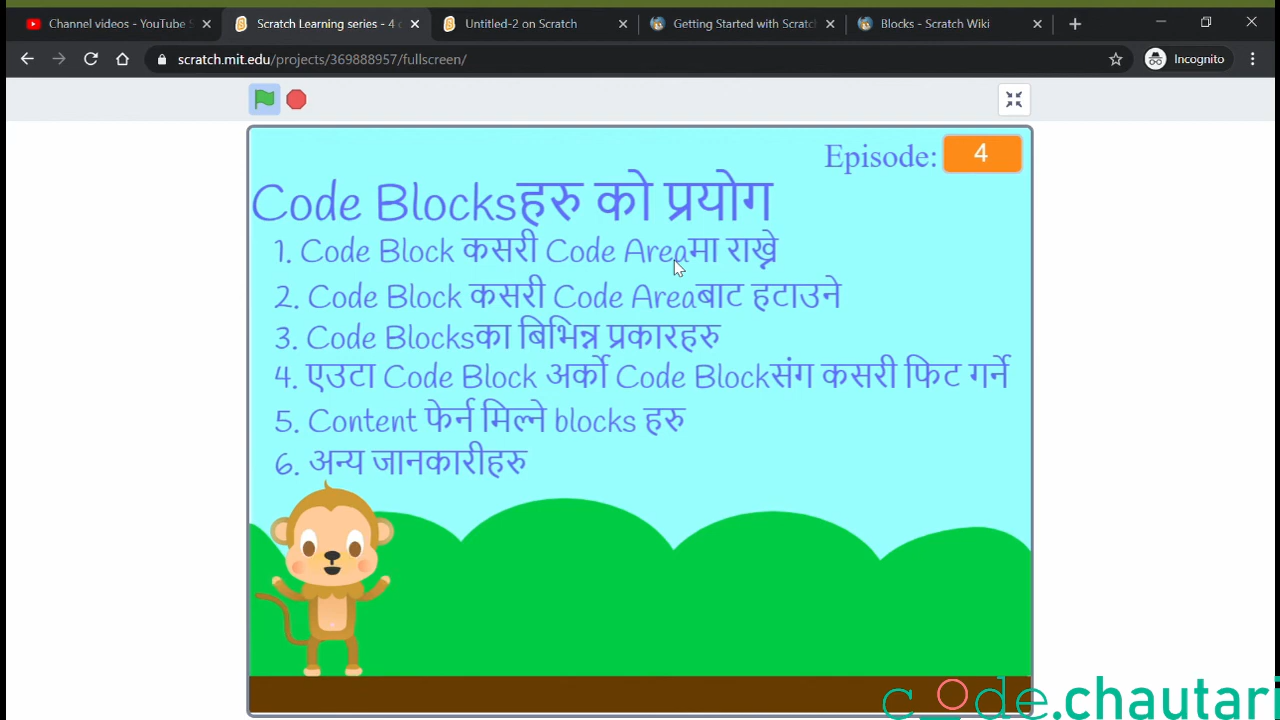 Channel videos - YouTube S
Scratch Learning series - 4 c
Untitled-2 on Scratch
Getting Started with Scratch
Blocks - Scratch Wiki
scratch.mit.edu/projects/369888957/fullscreen/
Incognito
Episode: 4
Code Blocksहरु को प्रयोग
1. Code Block कसरी Code Areaमा राख्ने
2. Code Block कसरी Code Areaबाट हटाउने
3. Code Blocksका बिभिन्न प्रकारहरु
4. एउटा Code Block अर्को Code Blockसंग कसरी फिट गर्ने
5. Content फेर्न मिल्ने blocks हरु
6. अन्य जानकारीहरु
code.chautari